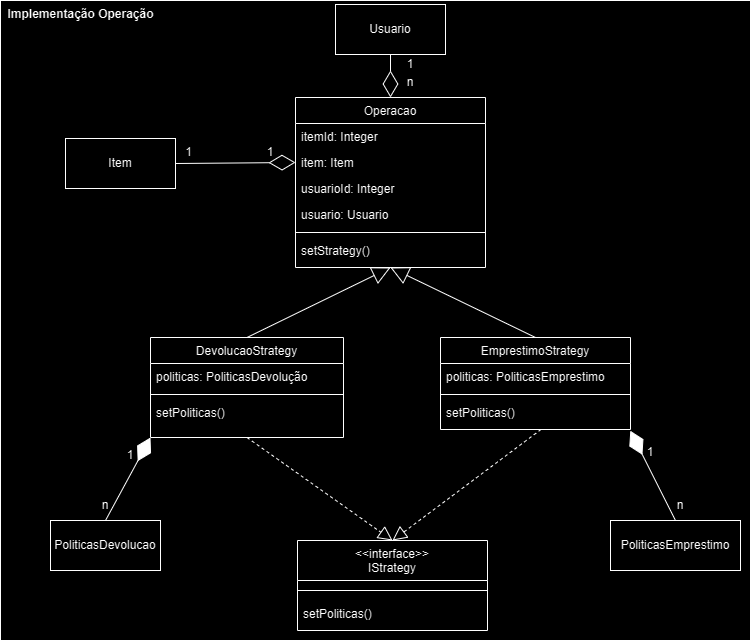 Implementação Operação
Usuario
1
n
Operacao
itemId: Integer
item: Item
usuarioId: Integer
usuario: Usuario
setStrategy()
Item
1
1
DevolucaoStrategy
politicas: PoliticasDevolução
setPoliticas()
EmprestimoStrategy
politicas: PoliticasEmprestimo
setPoliticas()
1
n
1
n
PoliticasDevolucao
PoliticasEmprestimo
<<interface>>
IStrategy
setPoliticas()